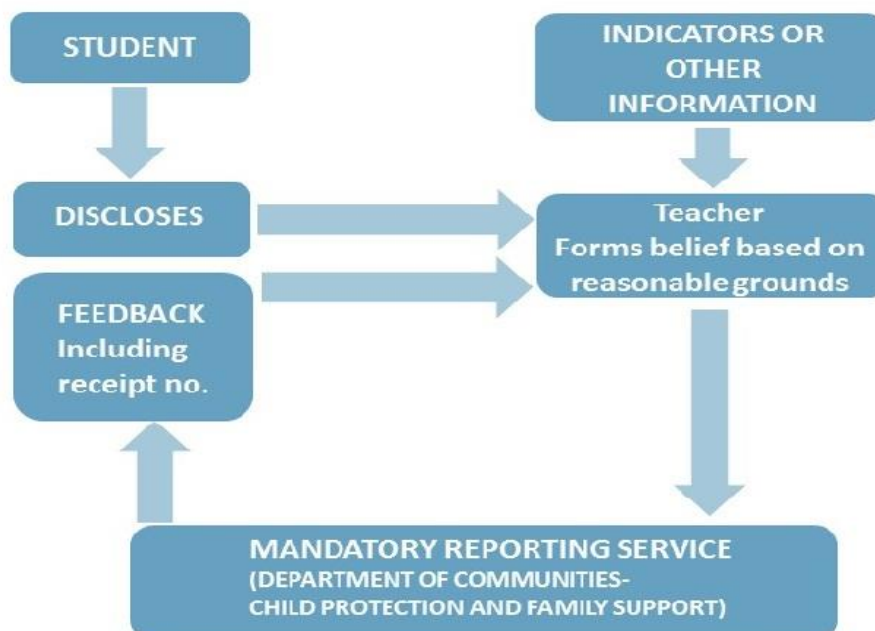 STUDENT
INDICATORS OR
OTHER
INFORMATION
DISCLOSES
Teacher
Forms belief based on
reasonable grounds
FEEDBACK
Including
receipt no.
MANDATORY REPORTING SERVICE
(DEPARTMENT OF COMMUNITIES-
CHILD PROTECTION AND FAMILY SUPPORT)